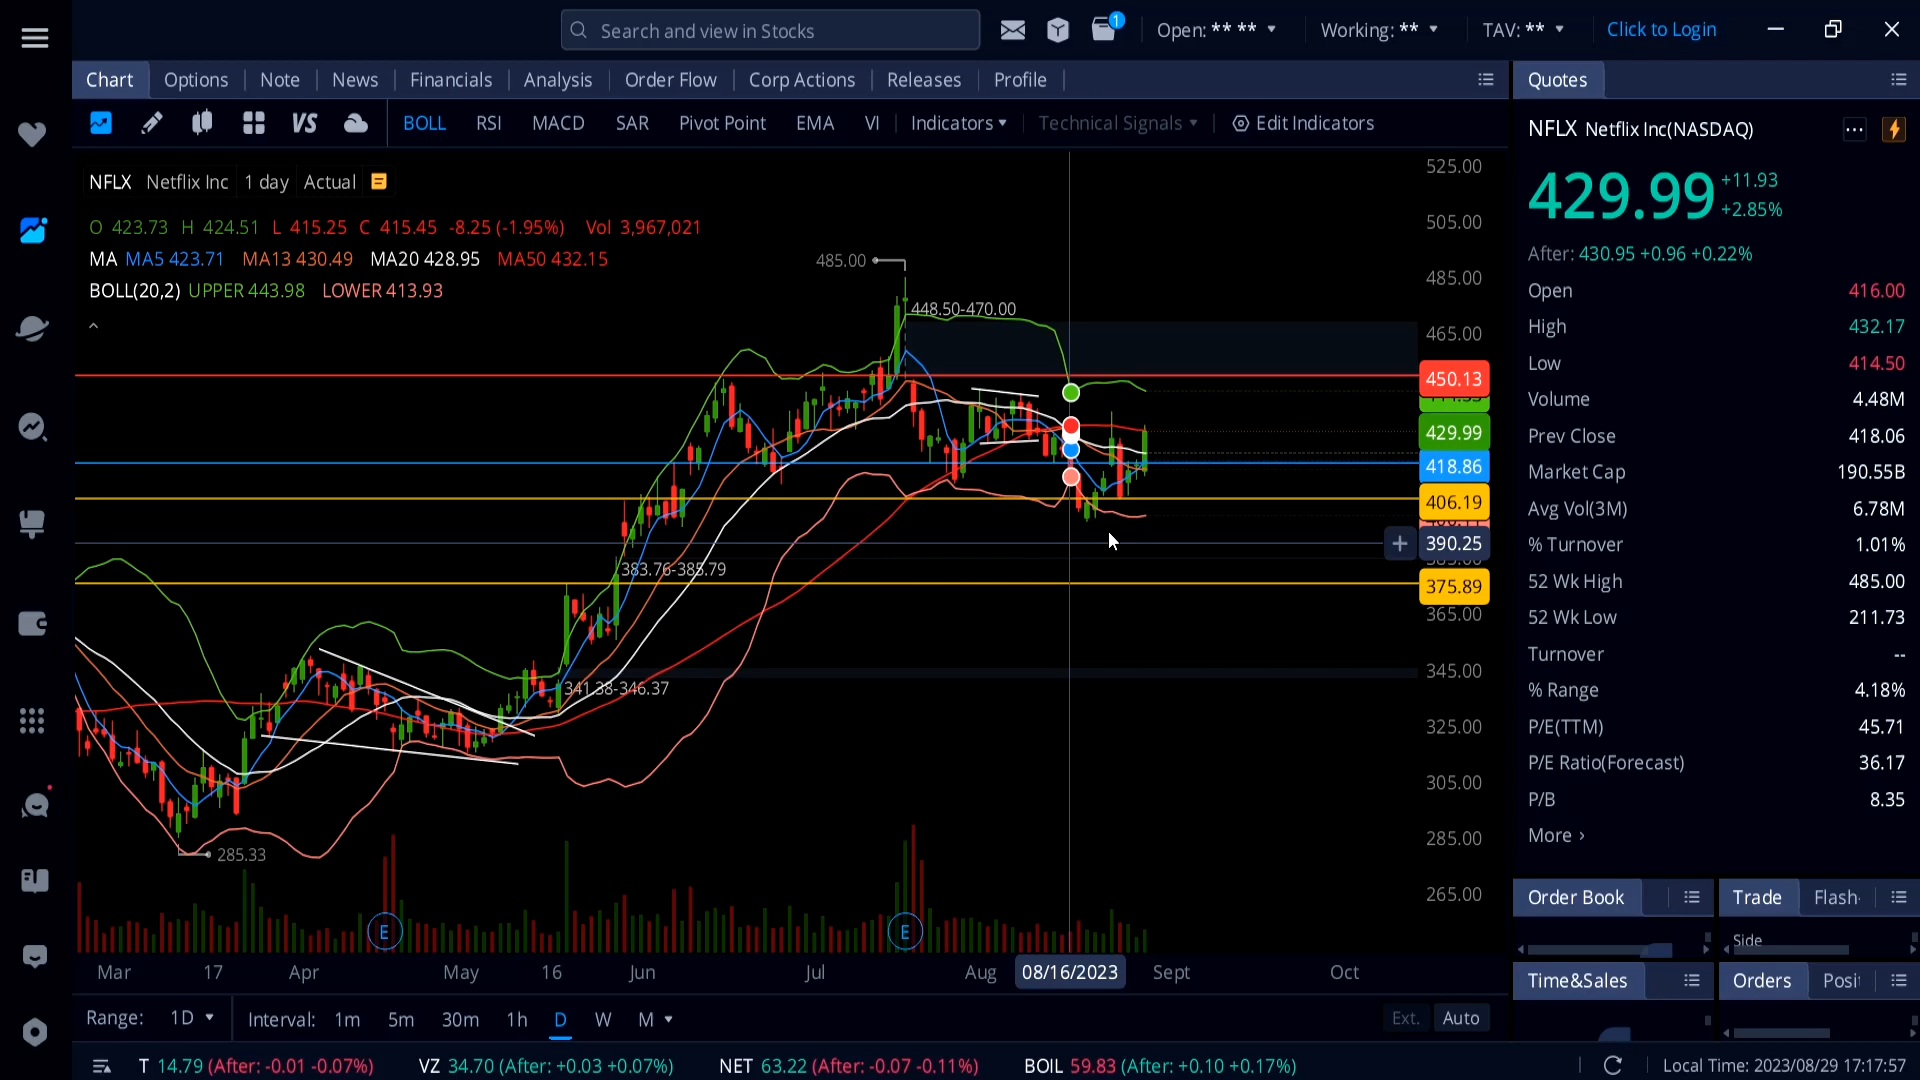 Search and view in Stocks
1
Open: ** **
Working: **
TAV: **
Click to Login
Chart Options Note News Financials Analysis Order Flow Corp Actions Releases Profile
Quotes
VS
BOLL RSI MACD SAR Pivot Point EMA VI Indicators Technical Signals Edit Indicators
NFLX Netflix Inc(NASDAQ)
NFLX Netflix Inc 1 day Actual
O 423.73 H 424.51 L 415.25 C 415.45 -8.25 (-1.95%) Vol 3,967,021
MA MA5 423.71 MA13 430.49 MA20 428.95 MA50 432.15
BOLL(20,2) UPPER 443.98 LOWER 413.93
485.00
448.50-470.00
383.76-385.79
341.38-346.37
285.33
525.00
505.00
485.00
465.00
450.13
429.99
418.86
406.19
390.25
375.89
365.00
345.00
325.00
305.00
285.00
265.00
E
E
Mar 17 Apr May 16 Jun Jul Aug 08/16/2023 Sept Oct
Range: 1D Interval: 1m 5m 30m 1h D W M
Ext. Auto
429.99
+11.93
+2.85%
After: 430.95 +0.96 +0.22%
Open 416.00
High 432.17
Low 414.50
Volume 4.48M
Prev Close 418.06
Market Cap 190.55B
Avg Vol(3M) 6.78M
% Turnover 1.01%
52 Wk High 485.00
52 Wk Low 211.73
Turnover --
% Range 4.18%
P/E(TTM) 45.71
P/E Ratio(Forecast) 36.17
P/B 8.35
More
Order Book
Trade Flash-
Side
Time&Sales
Orders Posit
T 14.79 (After: -0.01 -0.07%) VZ 34.70 (After: +0.03 +0.07%) NET 63.22 (After: -0.07 -0.11%) BOIL 59.83 (After: +0.10 +0.17%)
Local Time: 2023/08/29 17:17:57